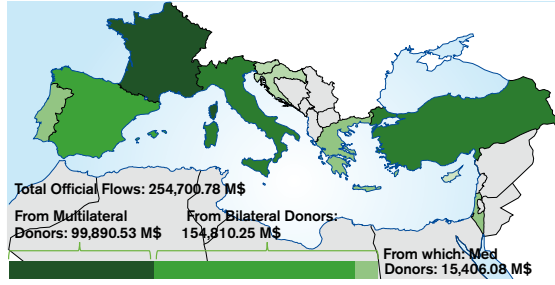 Total Official Flows: 254,700.78 M$
From Multilateral
Donors: 99,890.53 M$
From Bilateral Donors:
154,810.25 M$
From which: Med
Donors: 15,406.08 M$